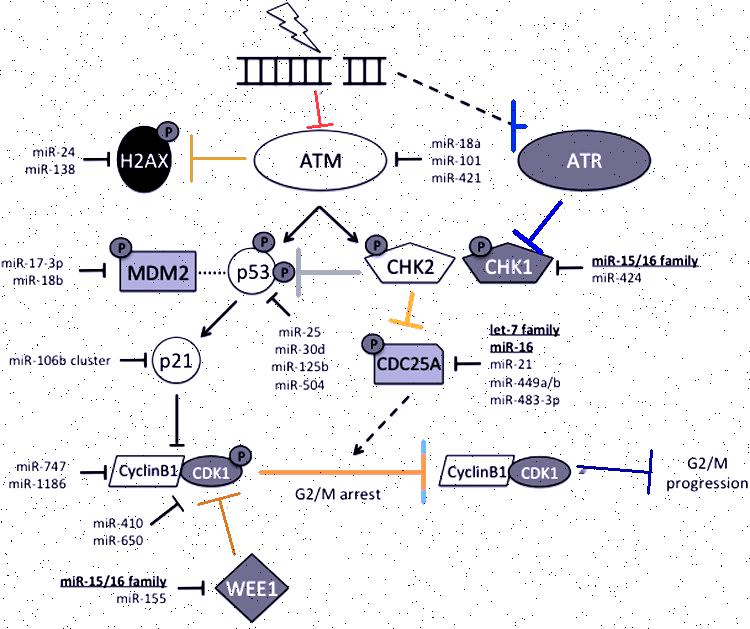 P
miR-24
miR-138
H2AX
ATM
miR-18a
miR-101
miR-421
ATR
P
P
P
P
P
miR-17-3p
miR-18b
MDM2
p53
CHK2
CHK1
miR-15/16 family
miR-424
miR-25
miR-30d
miR-125b
miR-504
let-7 family
miR-16
miR-21
miR-449a/b
miR-483-3p
miR-106b cluster
p21
P
CDC25A
P
miR-747
miR-1186
CyclinB1
CDK1
G2/M arrest
CyclinB1
CDK1
G2/M
progression
miR-410
miR-650
miR-15/16 family
miR-155
WEE1